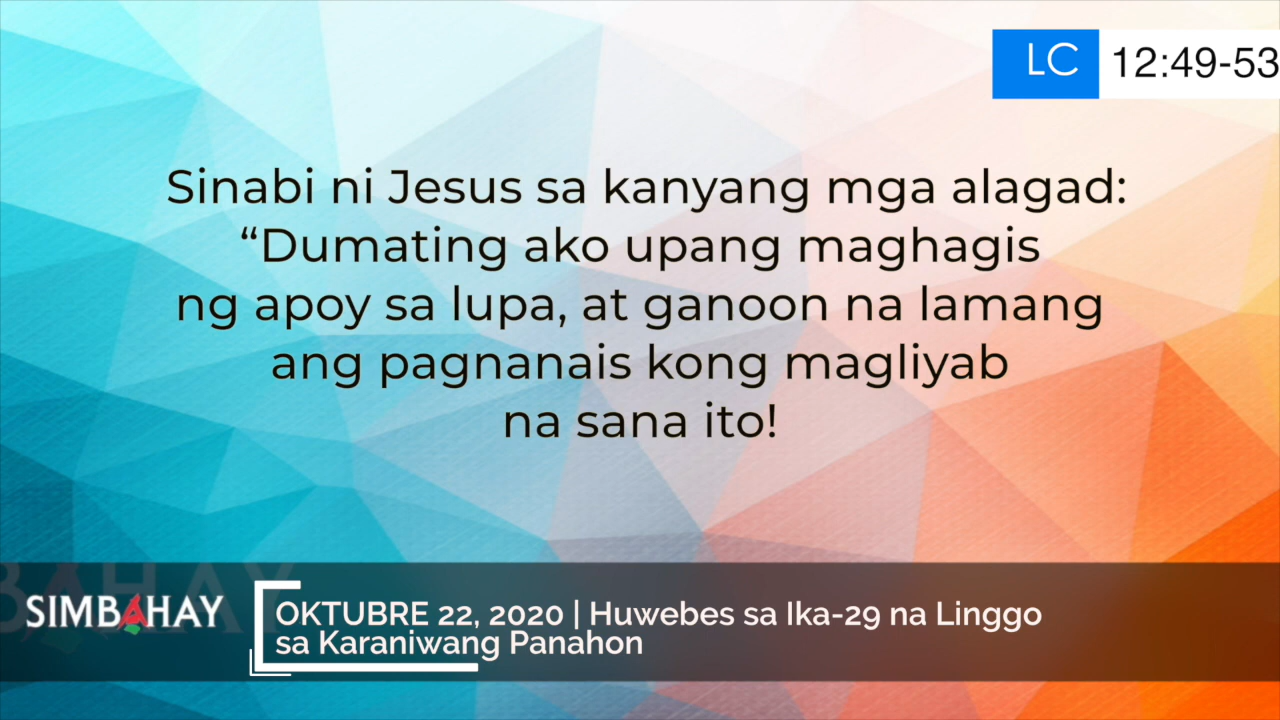 LC 12:49-53
Sinabi ni Jesus sa kanyang mga alagad:
“Dumating ako upang maghagis
ng apoy sa lupa, at ganoon na lamang
ang pagnanais kong magliyab
na sana ito!
SIMBAHAY
OKTUBRE 22, 2020 | Huwebes sa Ika-29 na Linggo
sa Karaniwang Panahon